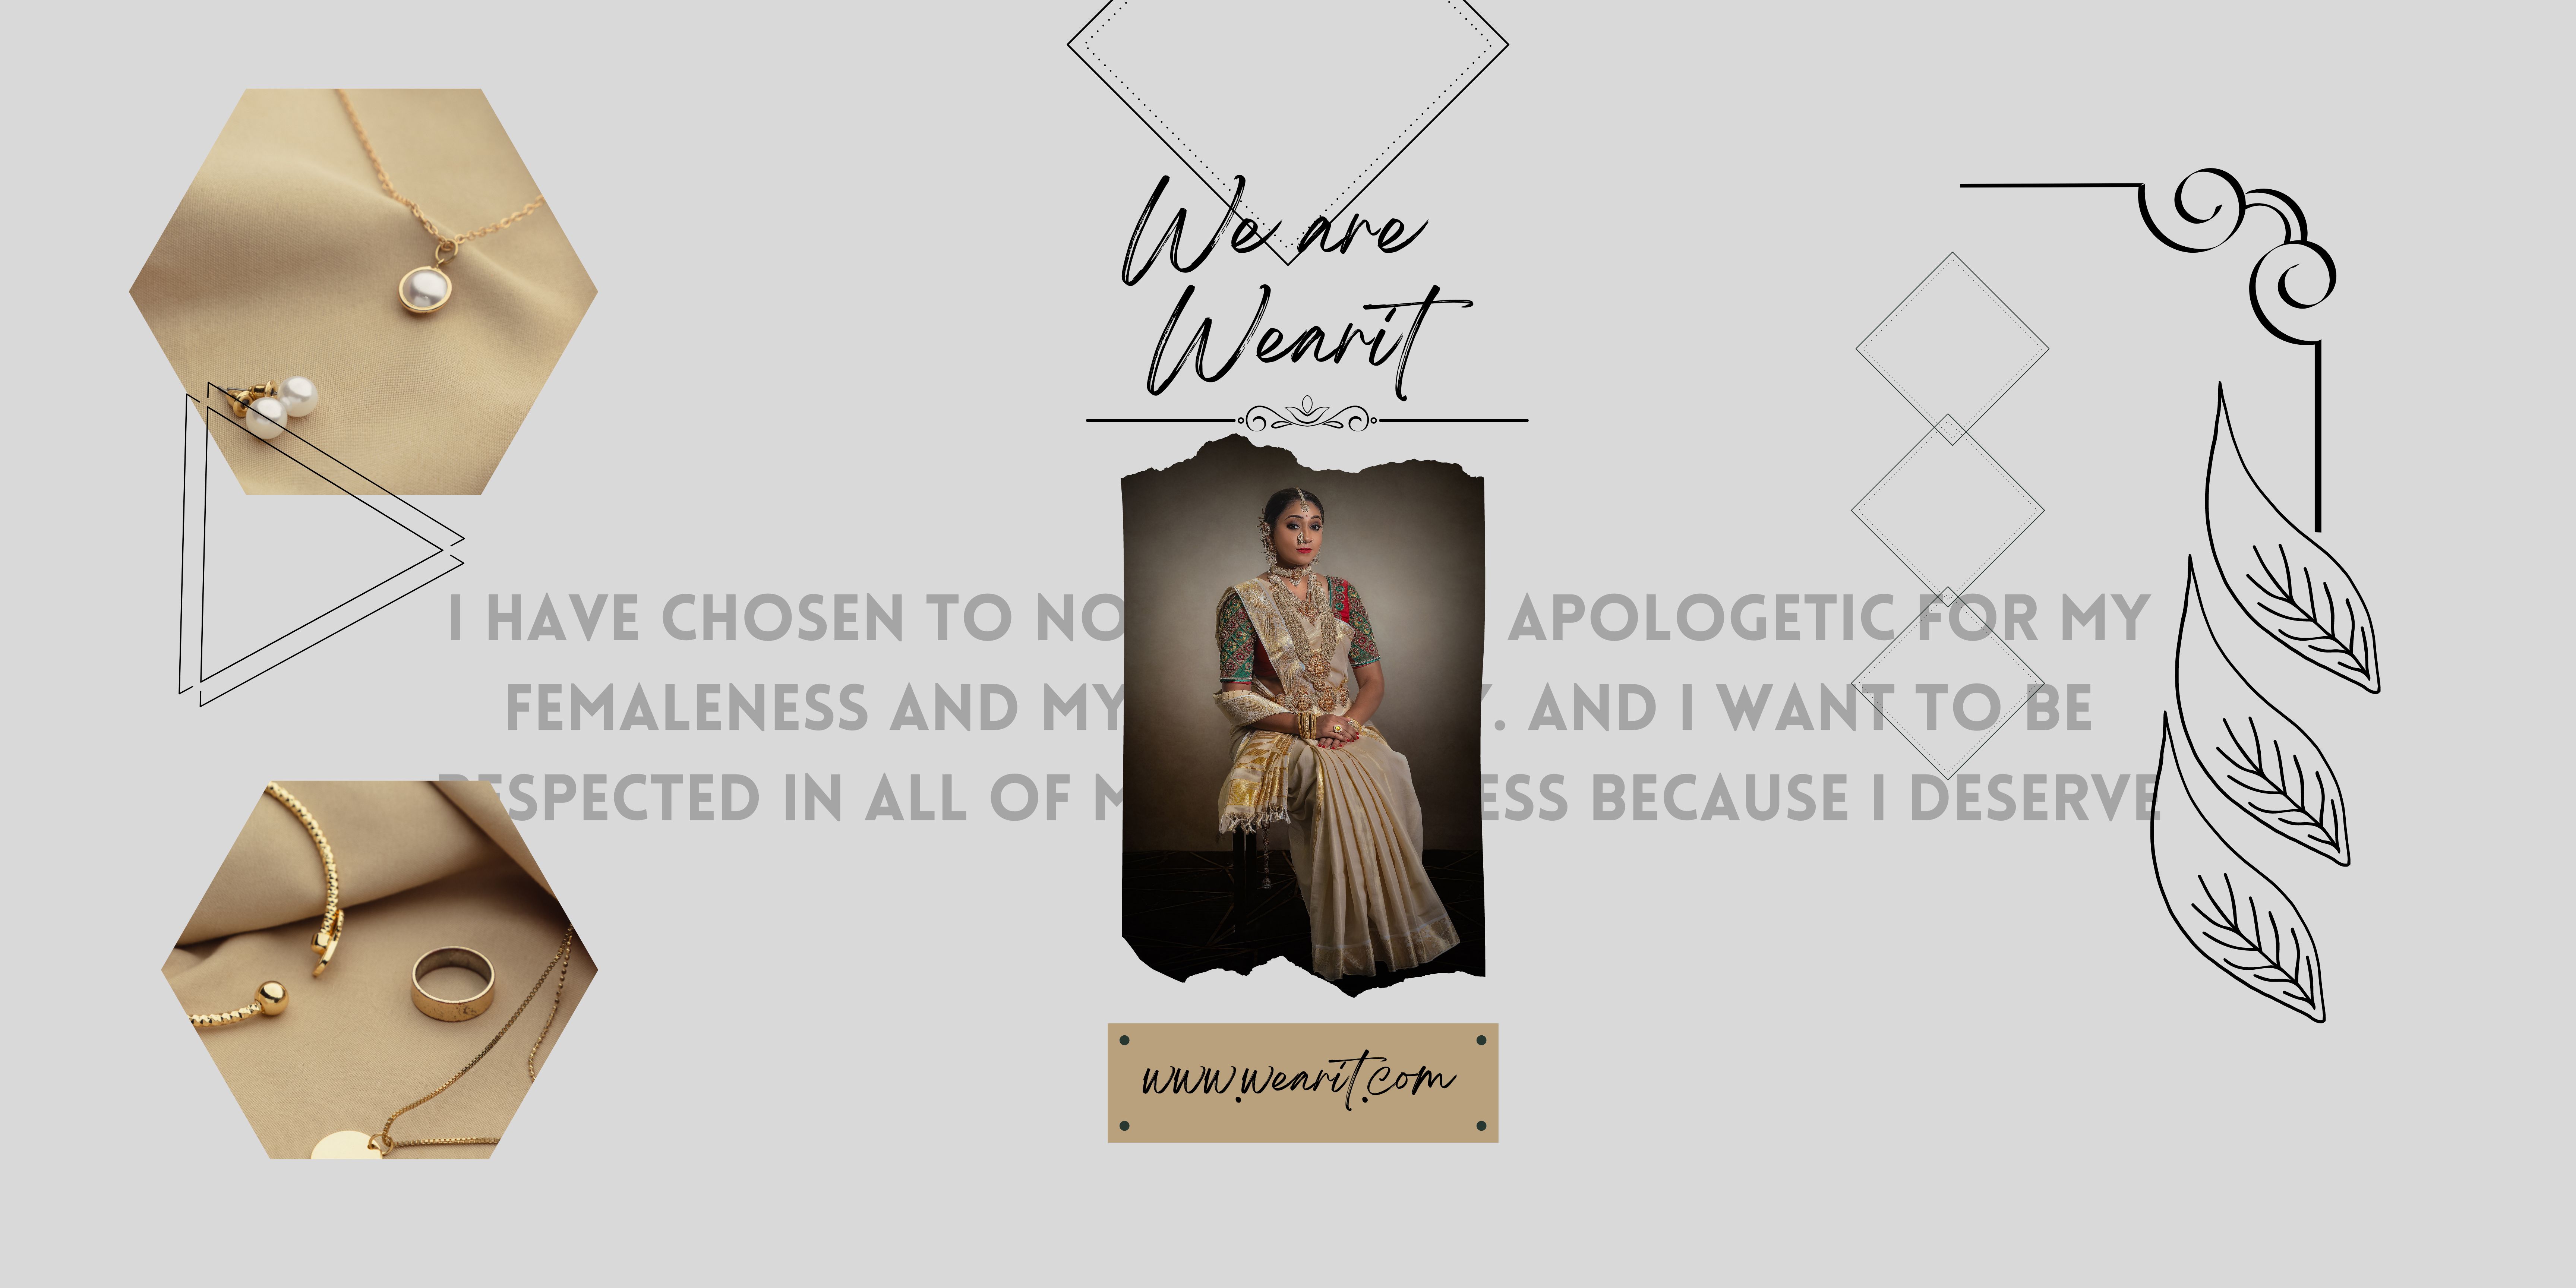 We are
Wearit
I HAVE CHOSEN TO NO APOLOGETIC FOR MY
FEMALENESS AND MY . AND I WANT TO BE
RESPECTED IN ALL OF M ESS BECAUSE I DESERVE
www.wearit.com